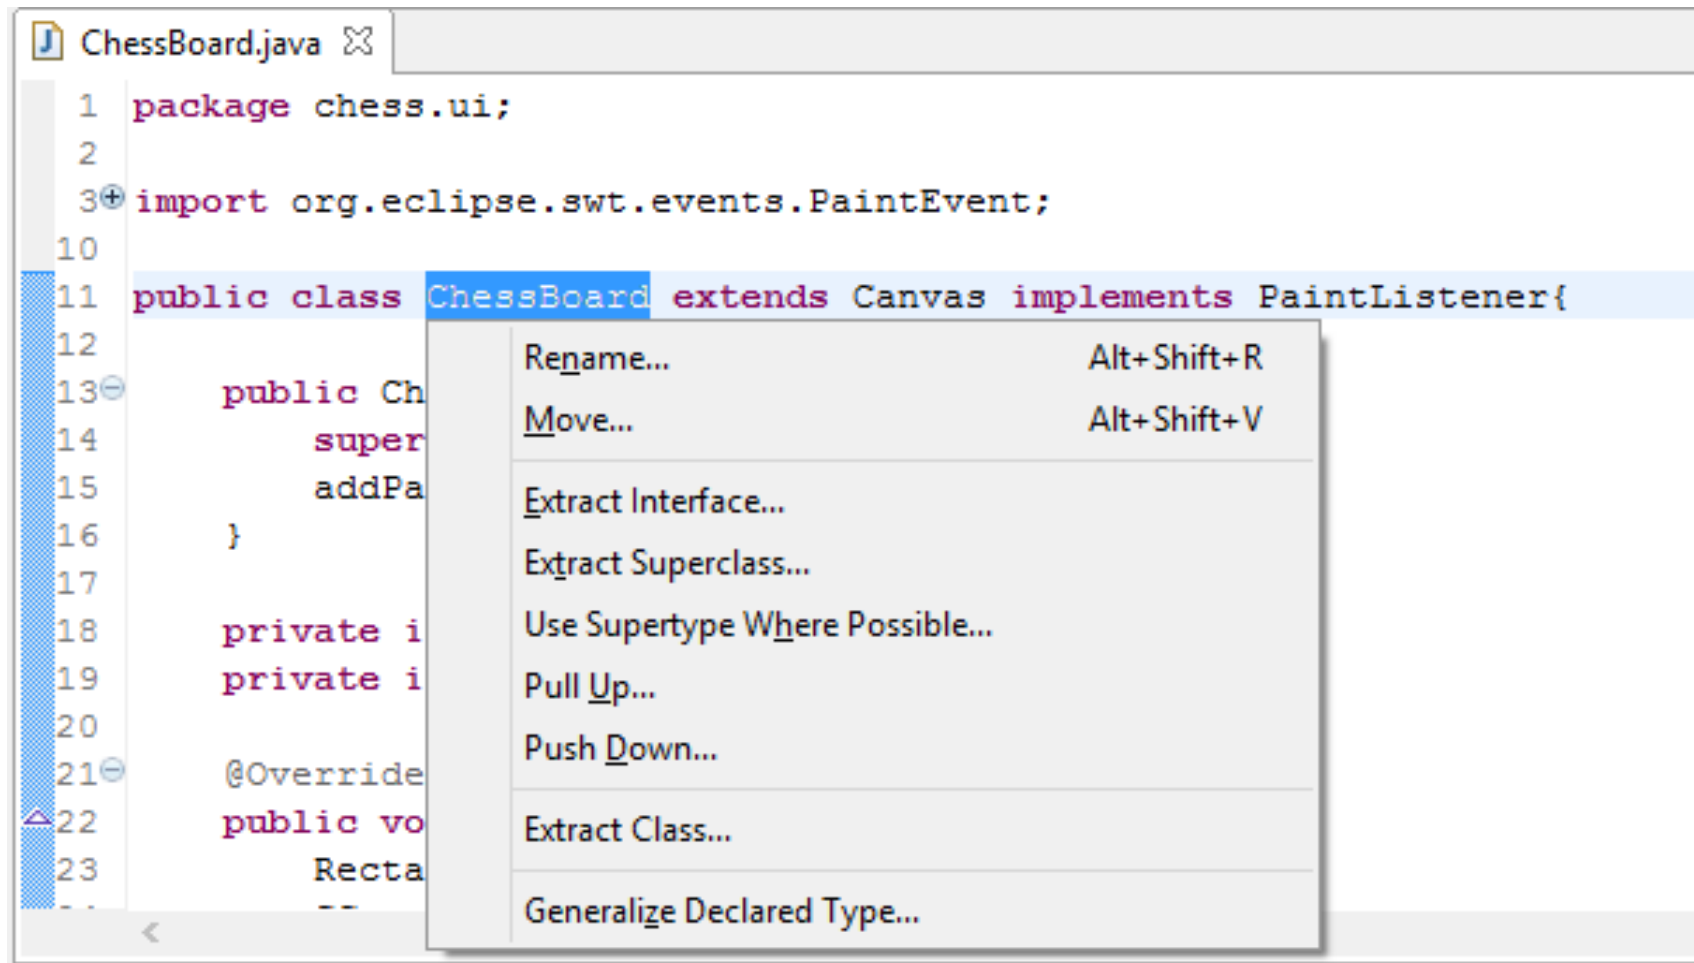 ChessBoard.java
1 package chess.ui;
2
3 import org.eclipse.swt.events.PaintEvent;
10
11 public class ChessBoard extends Canvas implements PaintListener{
12
13 public Ch
14 super
15 addPa
16 }
17
18 private i
19 private i
20
21 @Override
22 public vo
23 Recta
Rename... Alt+Shift+R
Move... Alt+Shift+V
Extract Interface...
Extract Superclass...
Use Supertype Where Possible...
Pull Up...
Push Down...
Extract Class...
Generalize Declared Type...